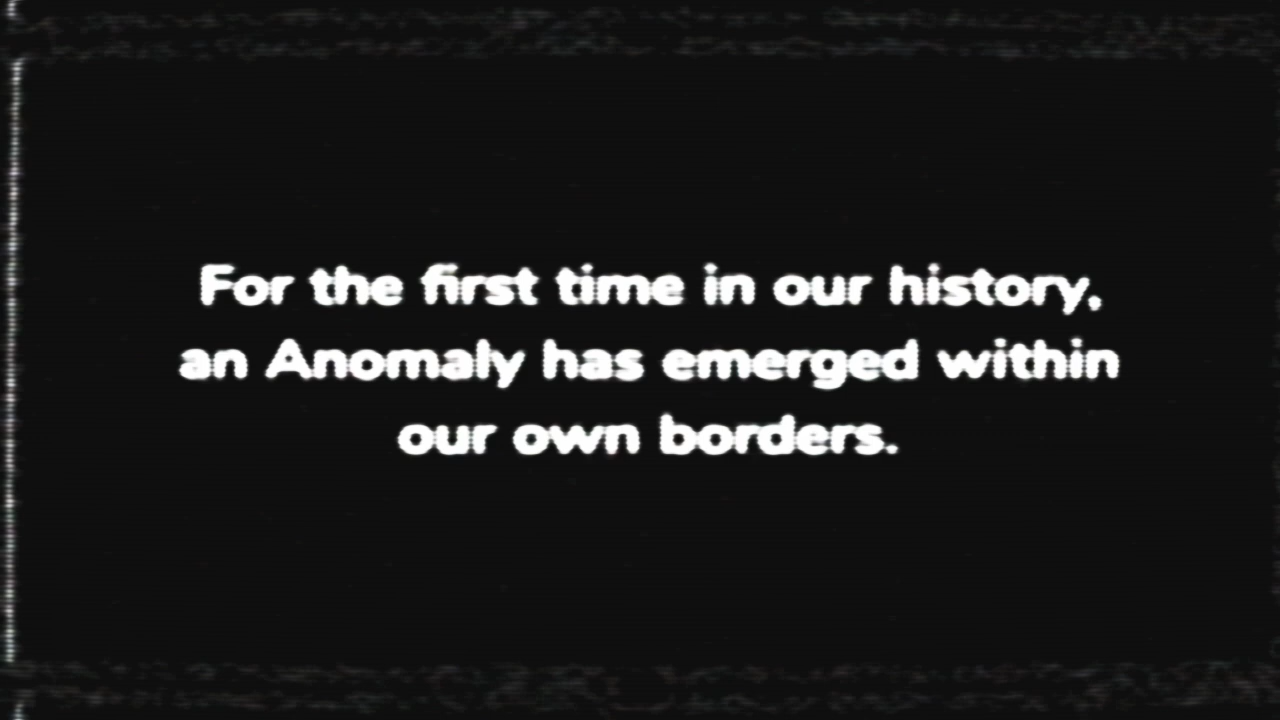 For the first time in our history,
an Anomaly has emerged within
our own borders.